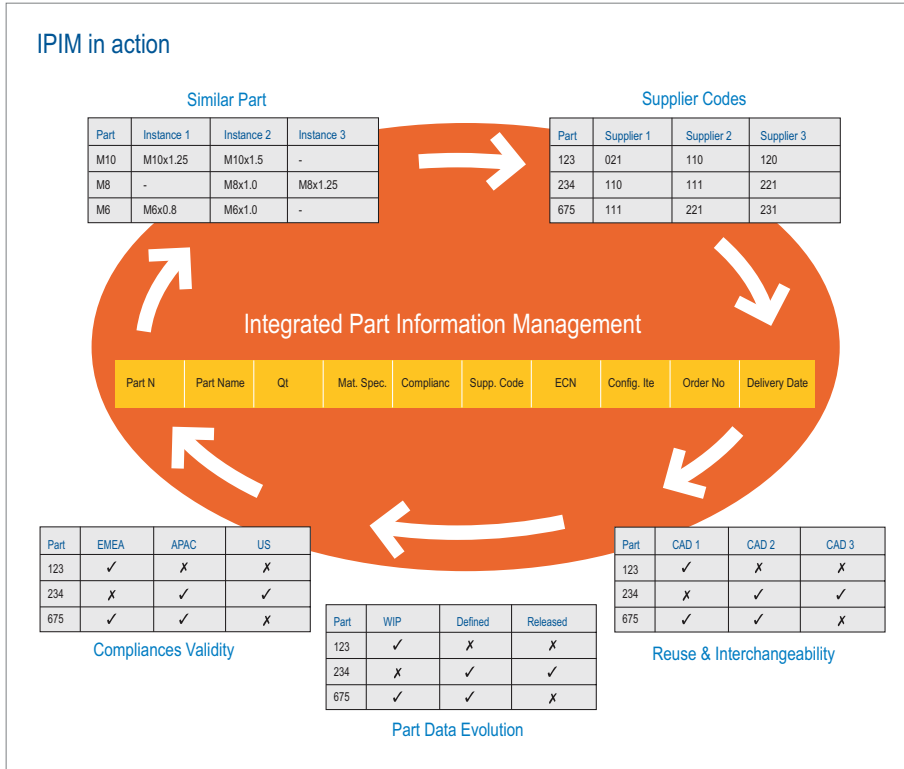 IPIM in action
Similar Part
Part Instance 1 Instance 2 Instance 3
M10 M10x1.25 M10x1.5 -
M8 - M8x1.0 M8x1.25
M6 M6x0.8 M6x1.0 -
Supplier Codes
Part Supplier 1 Supplier 2 Supplier 3
123 021 110 120
234 110 111 221
675 111 221 231
Integrated Part Information Management
Part N Part Name Qt Mat. Spec. Complianc Supp. Code ECN Config. Ite Order No Delivery Date
Part EMEA APAC US
123 ✓ ✗ ✗
234 ✗ ✓ ✓
675 ✓ ✓ ✗
Compliances Validity
Part WIP Defined Released
123 ✓ ✗ ✗
234 ✗ ✓ ✓
675 ✓ ✓ ✗
Part Data Evolution
Part CAD 1 CAD 2 CAD 3
123 ✓ ✗ ✗
234 ✗ ✓ ✓
675 ✓ ✓ ✗
Reuse & Interchangeability